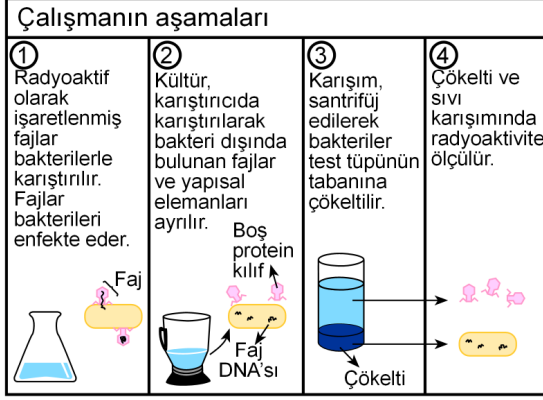 Çalışmanın aşamaları
1
Radyoaktif
olarak
işaretlenmiş
fajlar
bakterilerle
karıştırılır.
Fajlar
bakterileri
enfekte eder.
Faj
2
Kültür,
karıştırıcıda
karıştırılarak
bakteri dışında
bulunan fajlar
ve yapısal
elemanları
ayrılır.
Boş
protein
kılıf
Faj
DNA'sı
3
Karışım,
santrifüj
edilerek
bakteriler
test tüpünün
tabanına
çökeltilir.
Çökelti
4
Çökelti ve
sıvı
karışımında
radyoaktivite
ölçülür.